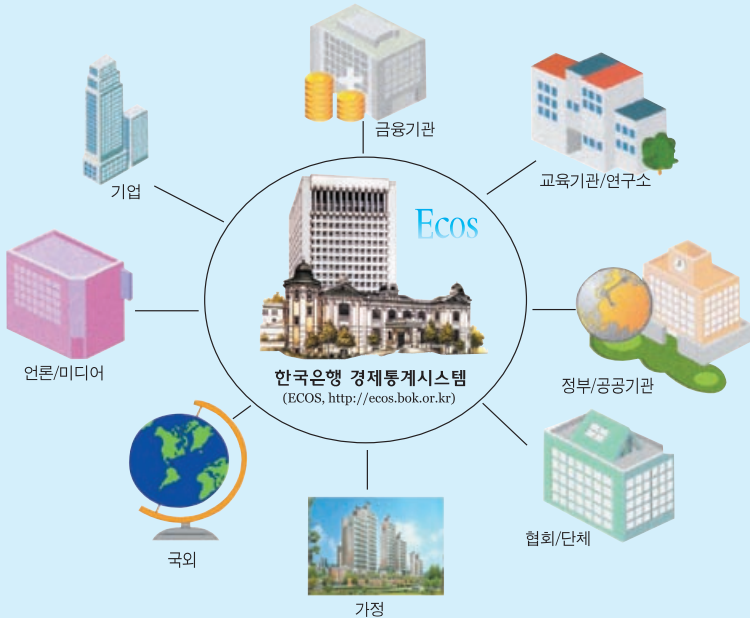 금융기관
기업
교육기관/연구소
Ecos
언론/미디어
한국은행 경제통계시스템
(ECOS, http://ecos.bok.or.kr)
정부/공공기관
국외
협회/단체
가정